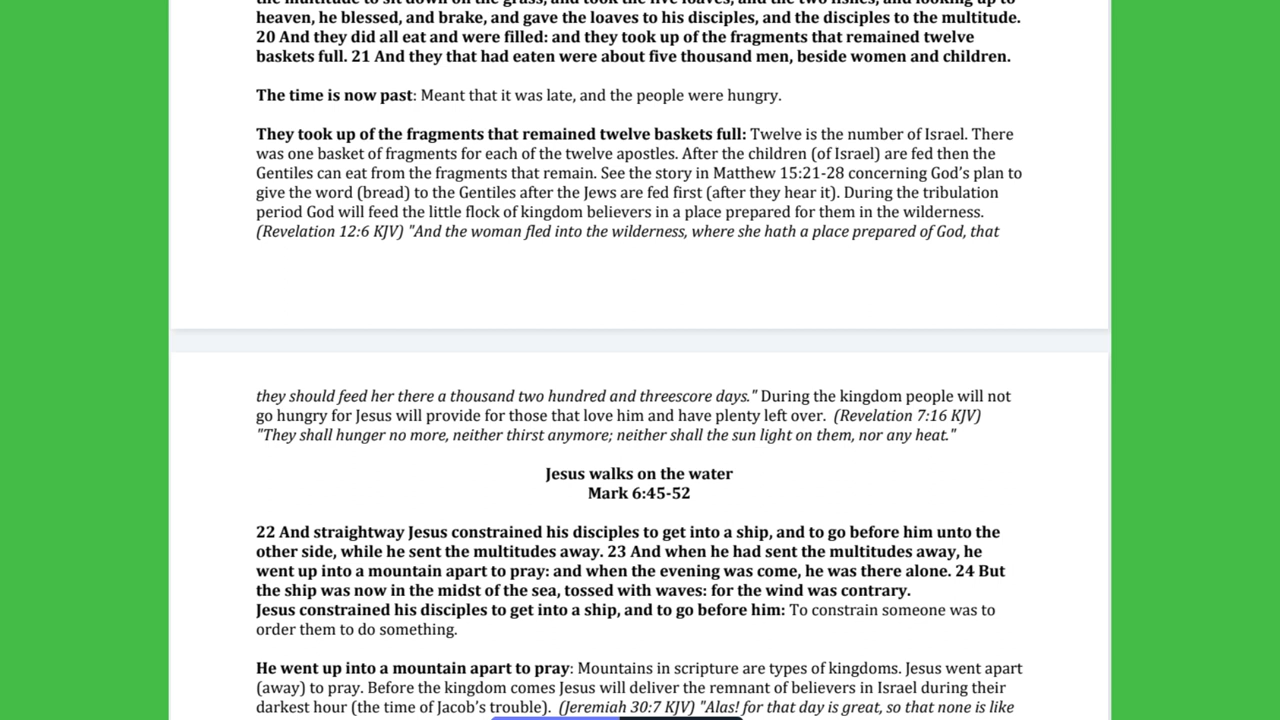 the multitude to sit down on the grass, and took the five loaves, and the two fishes, and looking up to
heaven, he blessed, and brake, and gave the loaves to his disciples, and the disciples to the multitude.
20 And they did all eat and were filled: and they took up of the fragments that remained twelve
baskets full. 21 And they that had eaten were about five thousand men, beside women and children.
The time is now past: Meant that it was late, and the people were hungry.
They took up of the fragments that remained twelve baskets full: Twelve is the number of Israel. There
was one basket of fragments for each of the twelve apostles. After the children (of Israel) are fed then the
Gentiles can eat from the fragments that remain. See the story in Matthew 15:21-28 concerning God's plan to
give the word (bread) to the Gentiles after the Jews are fed first (after they hear it). During the tribulation
period God will feed the little flock of kingdom believers in a place prepared for them in the wilderness.
(Revelation 12:6 KJV) "And the woman fled into the wilderness, where she hath a place prepared of God, that
they should feed her there a thousand two hundred and threescore days." During the kingdom people will not
go hungry for Jesus will provide for those that love him and have plenty left over. (Revelation 7:16 KJV)
"They shall hunger no more, neither thirst anymore; neither shall the sun light on them, nor any heat."
Jesus walks on the water
Mark 6:45-52
22 And straightway Jesus constrained his disciples to get into a ship, and to go before him unto the
other side, while he sent the multitudes away. 23 And when he had sent the multitudes away, he
went up into a mountain apart to pray: and when the evening was come, he was there alone. 24 But
the ship was now in the midst of the sea, tossed with waves: for the wind was contrary.
Jesus constrained his disciples to get into a ship, and to go before him: To constrain someone was to
order them to do something.
He went up into a mountain apart to pray: Mountains in scripture are types of kingdoms. Jesus went apart
(away) to pray. Before the kingdom comes Jesus will deliver the remnant of believers in Israel during their
darkest hour (the time of Jacob's trouble). (Jeremiah 30:7 KJV) "Alas! for that day is great, so that none is like